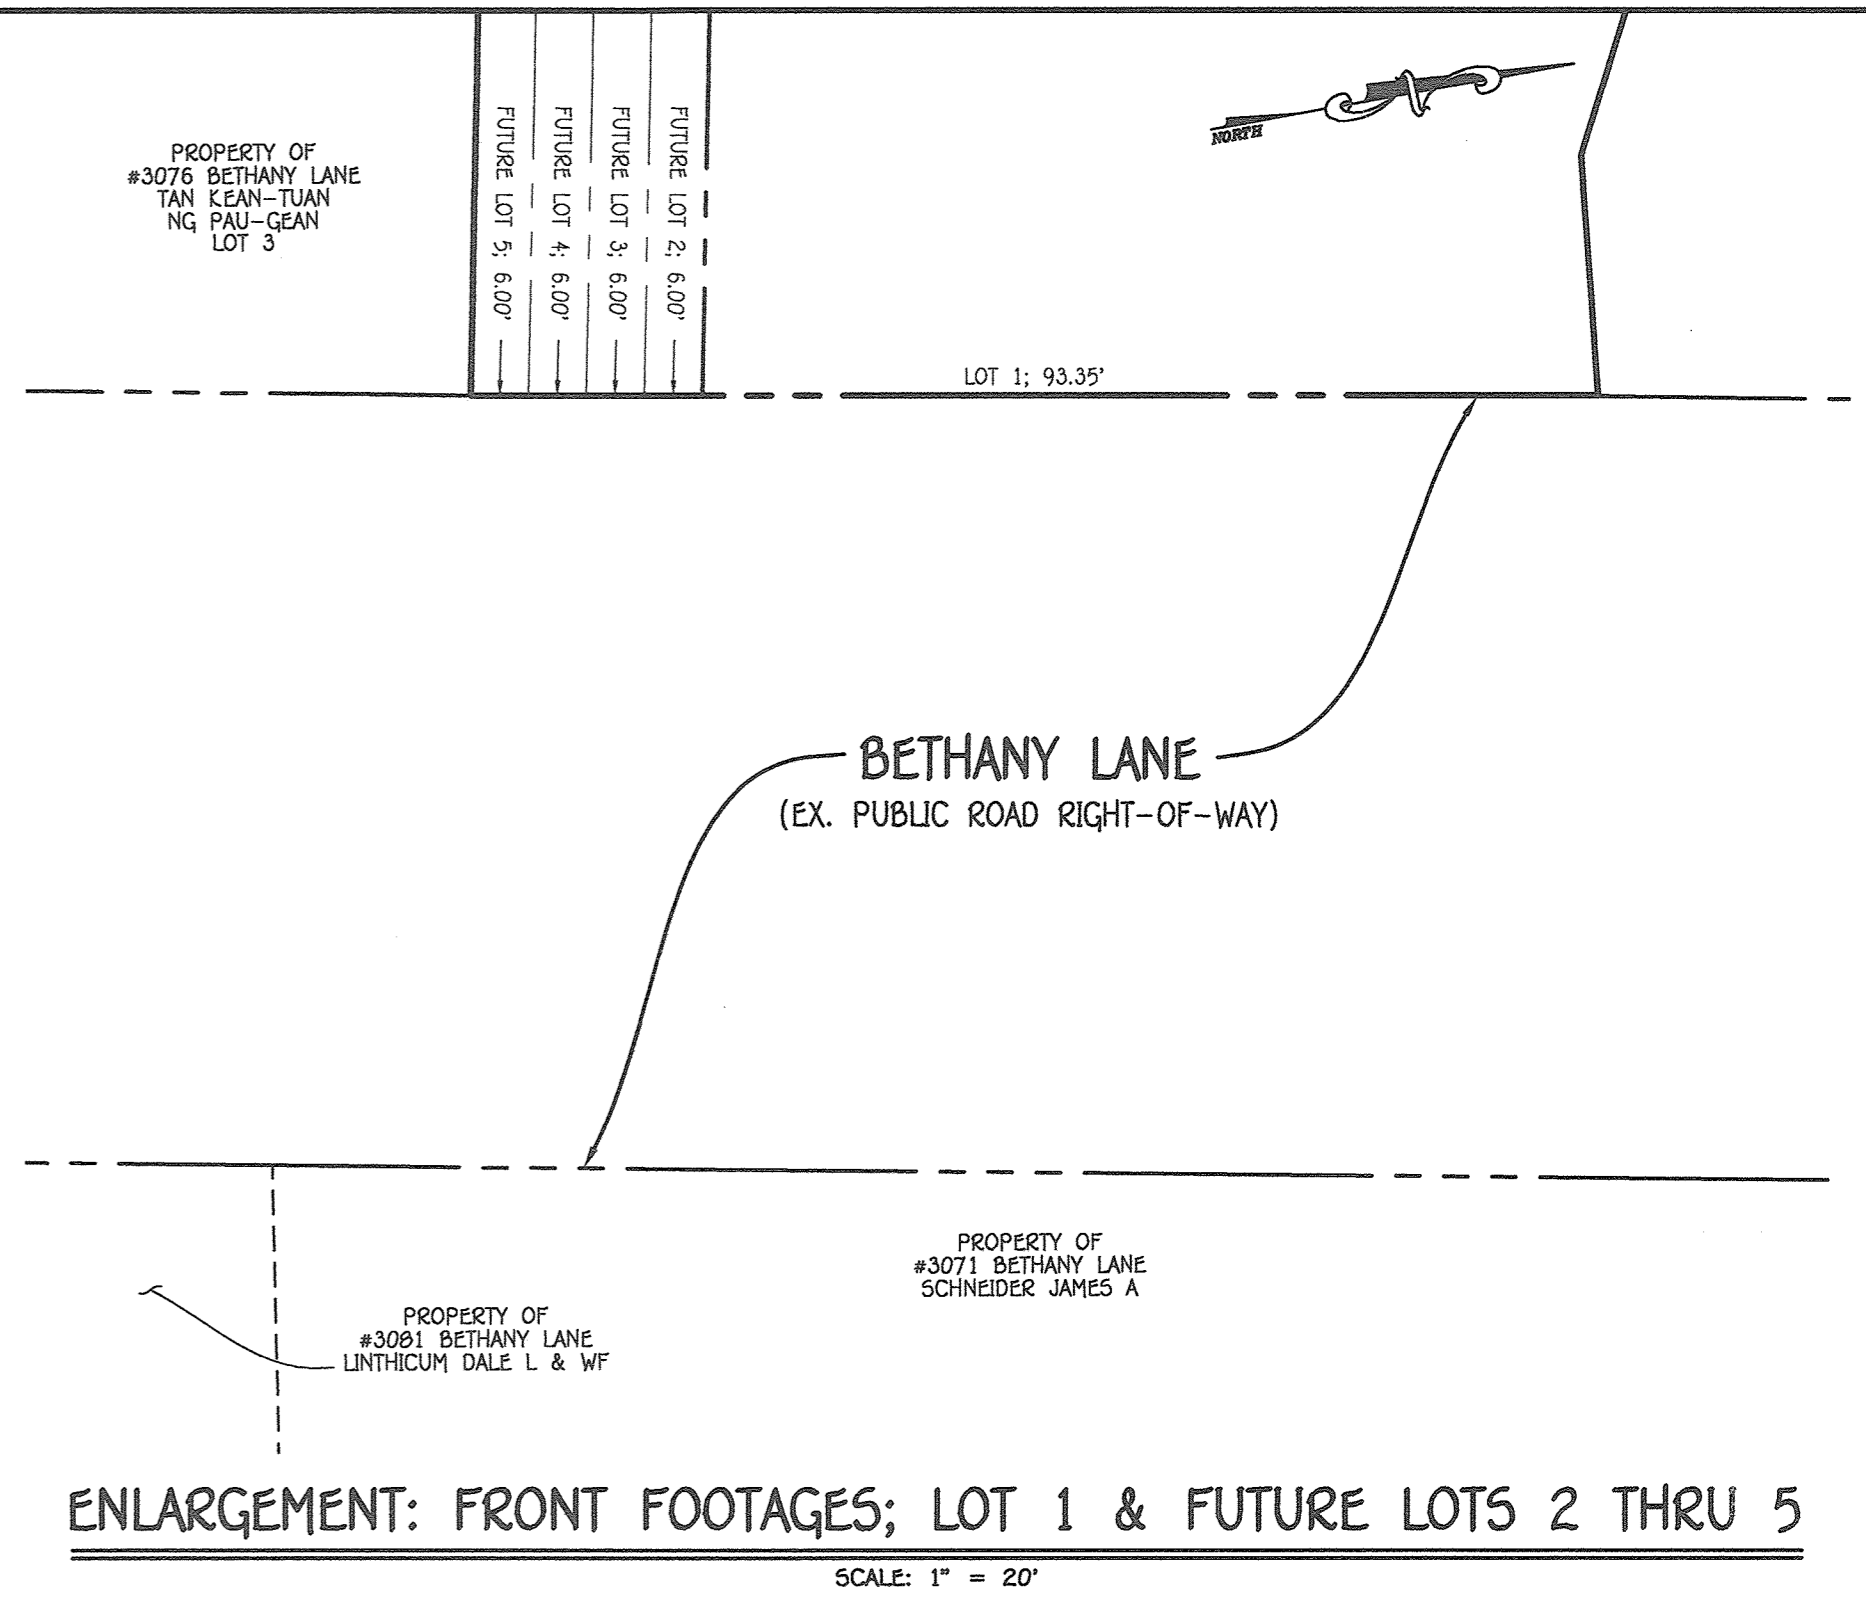 PROPERTY OF
#3076 BETHANY LANE
TAN KEAN-TUAN
NG PAU-GEAN
LOT 3
FUTURE LOT 5; 6.00'
FUTURE LOT 4; 6.00'
FUTURE LOT 3; 6.00'
FUTURE LOT 2; 6.00'
NORTH
LOT 1; 93.35'
BETHANY LANE
(EX. PUBLIC ROAD RIGHT-OF-WAY)
PROPERTY OF
#3071 BETHANY LANE
SCHNEIDER JAMES A
PROPERTY OF
#3081 BETHANY LANE
LINTHICUM DALE L & WF
ENLARGEMENT: FRONT FOOTAGES; LOT 1 & FUTURE LOTS 2 THRU 5
SCALE: 1" = 20'